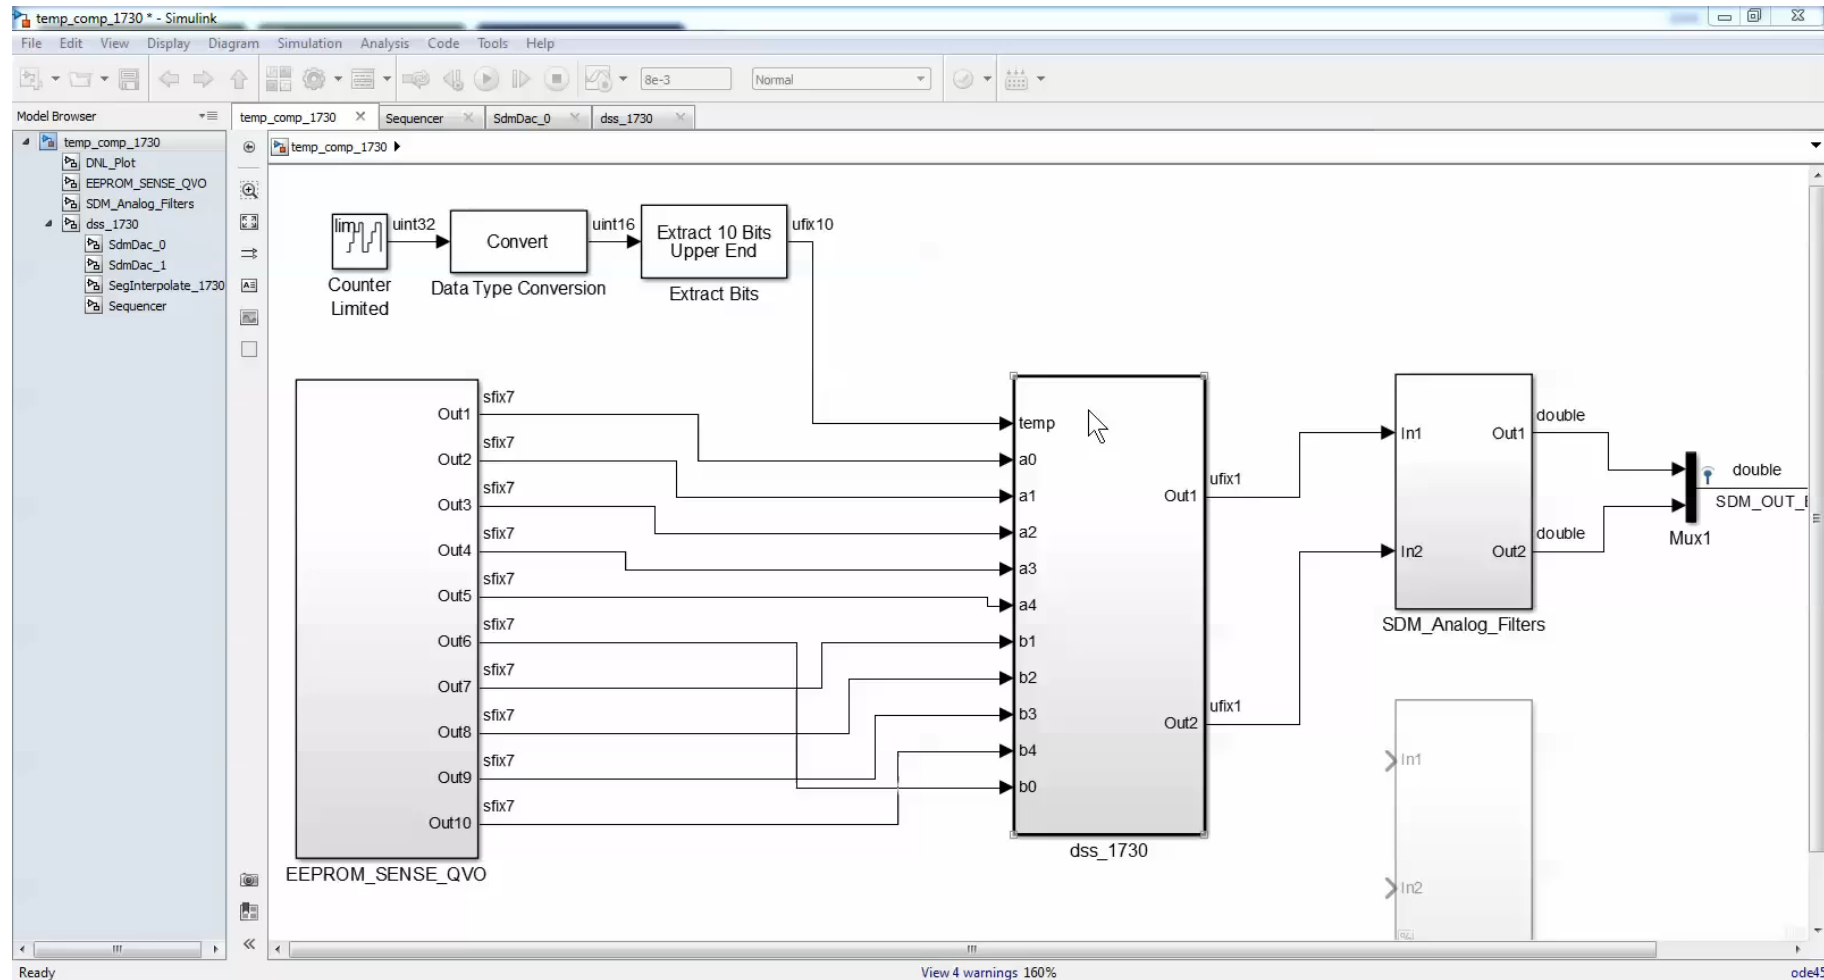 temp_comp_1730 * - Simulink
File Edit View Display Diagram Simulation Analysis Code Tools Help
8e-3 Normal
Model Browser
temp_comp_1730 Sequencer SdmDac_0 dss_1730
temp_comp_1730
temp_comp_1730
DNL_Plot
EEPROM_SENSE_QVO
SDM_Analog_Filters
dss_1730
SdmDac_0
SdmDac_1
SegInterpolate_1730
Sequencer
lim uint32 Convert uint16 Extract 10 Bits
Upper End ufix10
Counter
Limited
Data Type Conversion
Extract Bits
Out1 sfix7
Out2 sfix7
Out3 sfix7
Out4 sfix7
Out5 sfix7
Out6 sfix7
Out7 sfix7
Out8 sfix7
Out9 sfix7
Out10 sfix7
EEPROM_SENSE_QVO
temp
a0
a1
a2
a3
a4
b1
b2
b3
b4
b0
Out1 ufix1
Out2 ufix1
dss_1730
In1 Out1 double
In2 Out2 double
SDM_Analog_Filters
double
Mux1
In1
In2
Ready View 4 warnings 160%